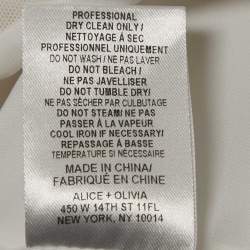 PROFESSIONAL
DRY CLEAN ONLY/
NETTOYAGE À SEC
PROFESSIONNEL UNIQUEMENT
DO NOT WASH/ NE PAS LAVER
DO NOT BLEACH/
NE PAS JAVELLISER
DO NOT TUMBLE DRY/
NE PAS SÉCHER PAR CULBUTAGE
DO NOT STEAM/ NE PAS
PASSER À LA VAPEUR
COOL IRON IF NECESSARY/
REPASSAGE À BASSE
TEMPÉRATURE SI NÉCESSAIRE
MADE IN CHINA/
FABRIQUÉ EN CHINE
ALICE + OLIVIA
450 W 14TH ST 11FL
NEW YORK, NY 10014